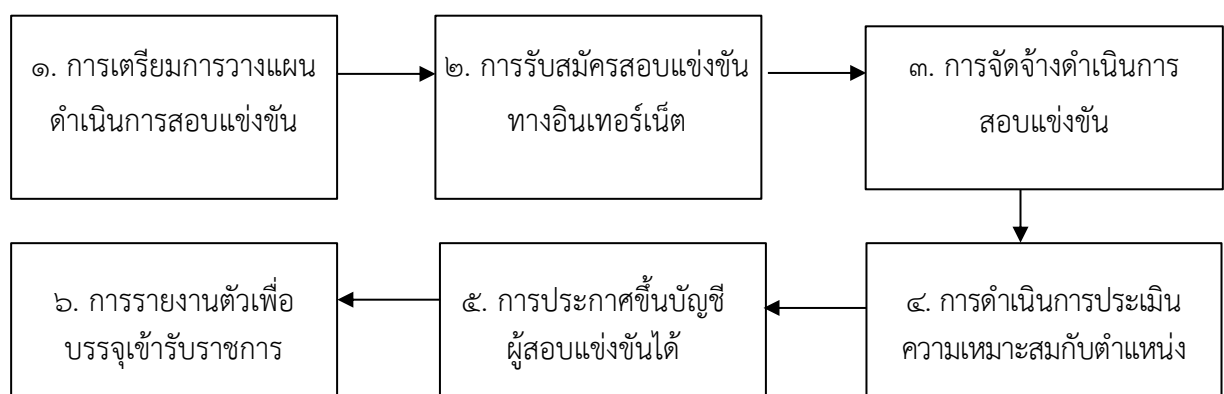 ๑. การเตรียมการวางแผน
ดำเนินการสอบแข่งขัน
๒. การรับสมัครสอบแข่งขัน
ทางอินเทอร์เน็ต
๓. การจัดจ้างดำเนินการ
สอบแข่งขัน
๔. การดำเนินการประเมิน
ความเหมาะสมกับตำแหน่ง
๕. การประกาศขึ้นบัญชี
ผู้สอบแข่งขันได้
๖. การรายงานตัวเพื่อ
บรรจุเข้ารับราชการ